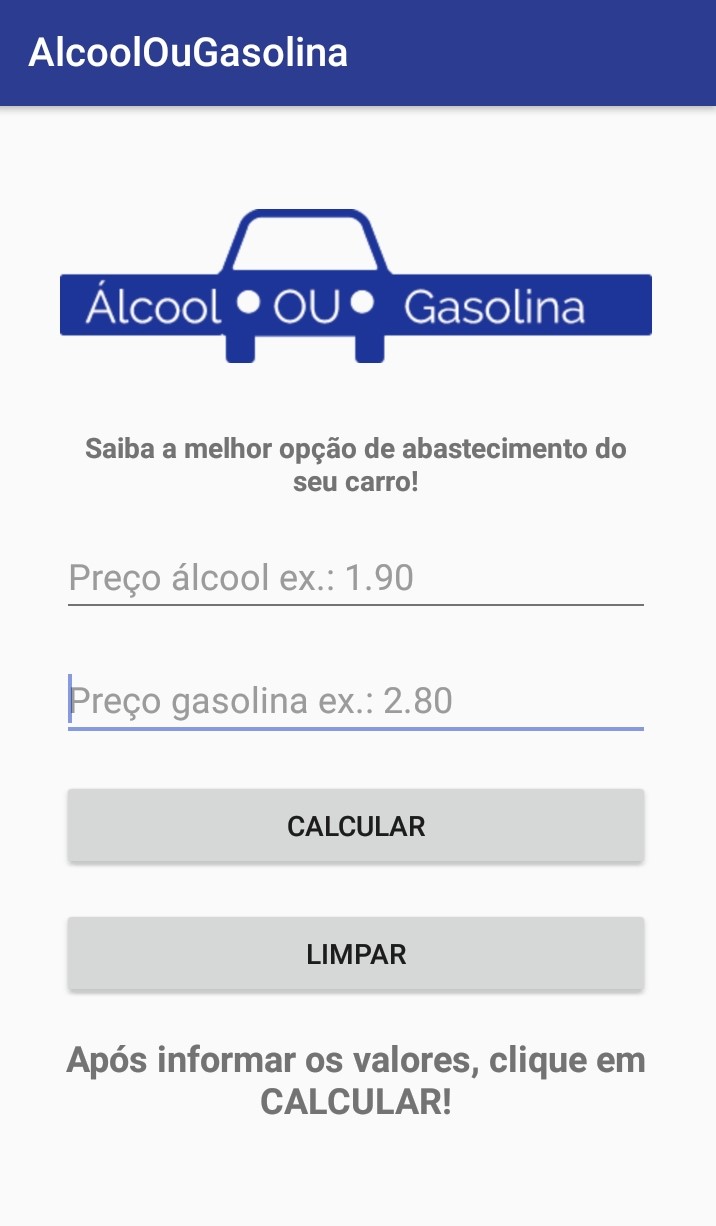 AlcoolOuGasolina
Álcool OU Gasolina
Saiba a melhor opção de abastecimento do
seu carro!
Preço álcool ex.: 1.90
Preço gasolina ex.: 2.80
CALCULAR
LIMPAR
Após informar os valores, clique em
CALCULAR!